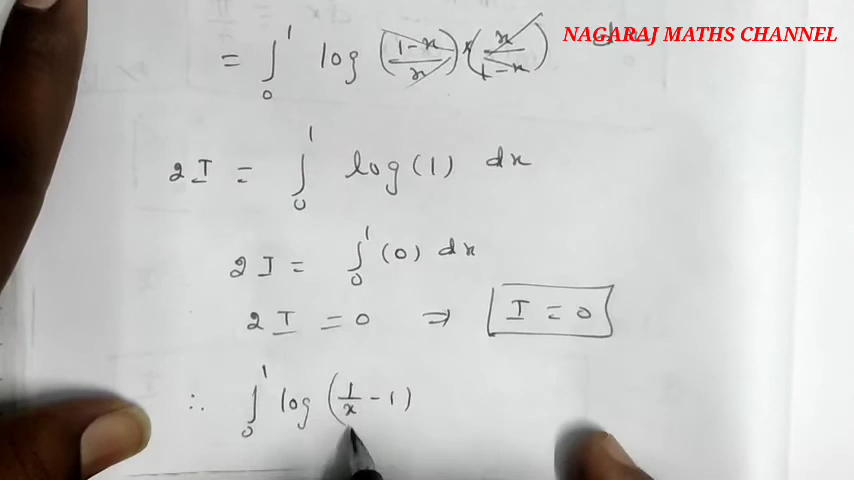 NAGARAJ MATHS CHANNEL
= ∫₀¹ log (1-x/x) × (x/1-x) dx
2I = ∫₀¹ log(1) dx
2I = ∫₀¹ (0) dx
2I = 0 ⇒ I = 0
∴ ∫₀¹ log (1/x - 1)